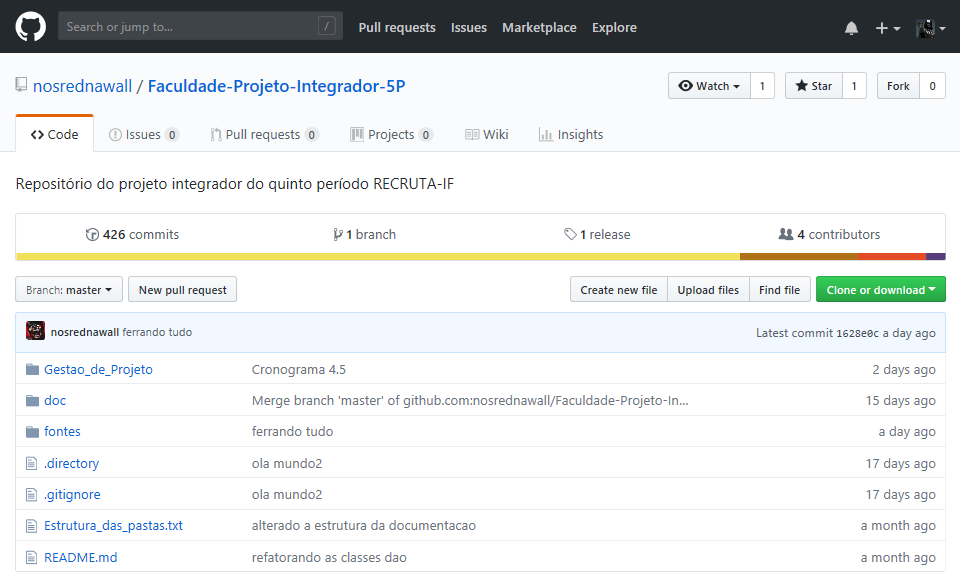 Search or jump to... / Pull requests Issues Marketplace Explore
nosrednawall / Faculdade-Projeto-Integrador-5P Watch 1 Star 1 Fork 0
Code Issues 0 Pull requests 0 Projects 0 Wiki Insights
Repositório do projeto integrador do quinto período RECRUTA-IF
426 commits 1 branch 1 release 4 contributors
Branch: master New pull request Create new file Upload files Find file Clone or download
nosrednawall ferrando tudo Latest commit 1628e0c a day ago
Gestao_de_Projeto Cronograma 4.5 2 days ago
doc Merge branch 'master' of github.com:nosrednawall/Faculdade-Projeto-In... 15 days ago
fontes ferrando tudo a day ago
.directory ola mundo2 17 days ago
.gitignore ola mundo2 17 days ago
Estrutura_das_pastas.txt alterado a estrutura da documentacao a month ago
README.md refatorando as classes dao a month ago